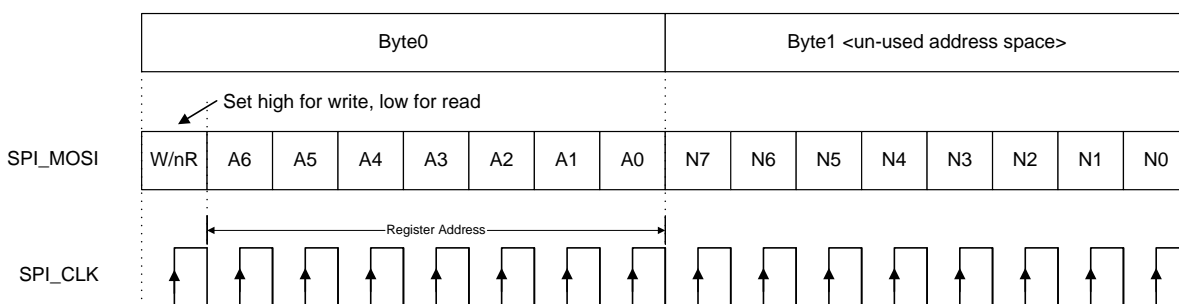 Byte0 Byte1 <un-used address space>
Set high for write, low for read
SPI_MOSI W/nR A6 A5 A4 A3 A2 A1 A0 N7 N6 N5 N4 N3 N2 N1 N0
Register Address
SPI_CLK